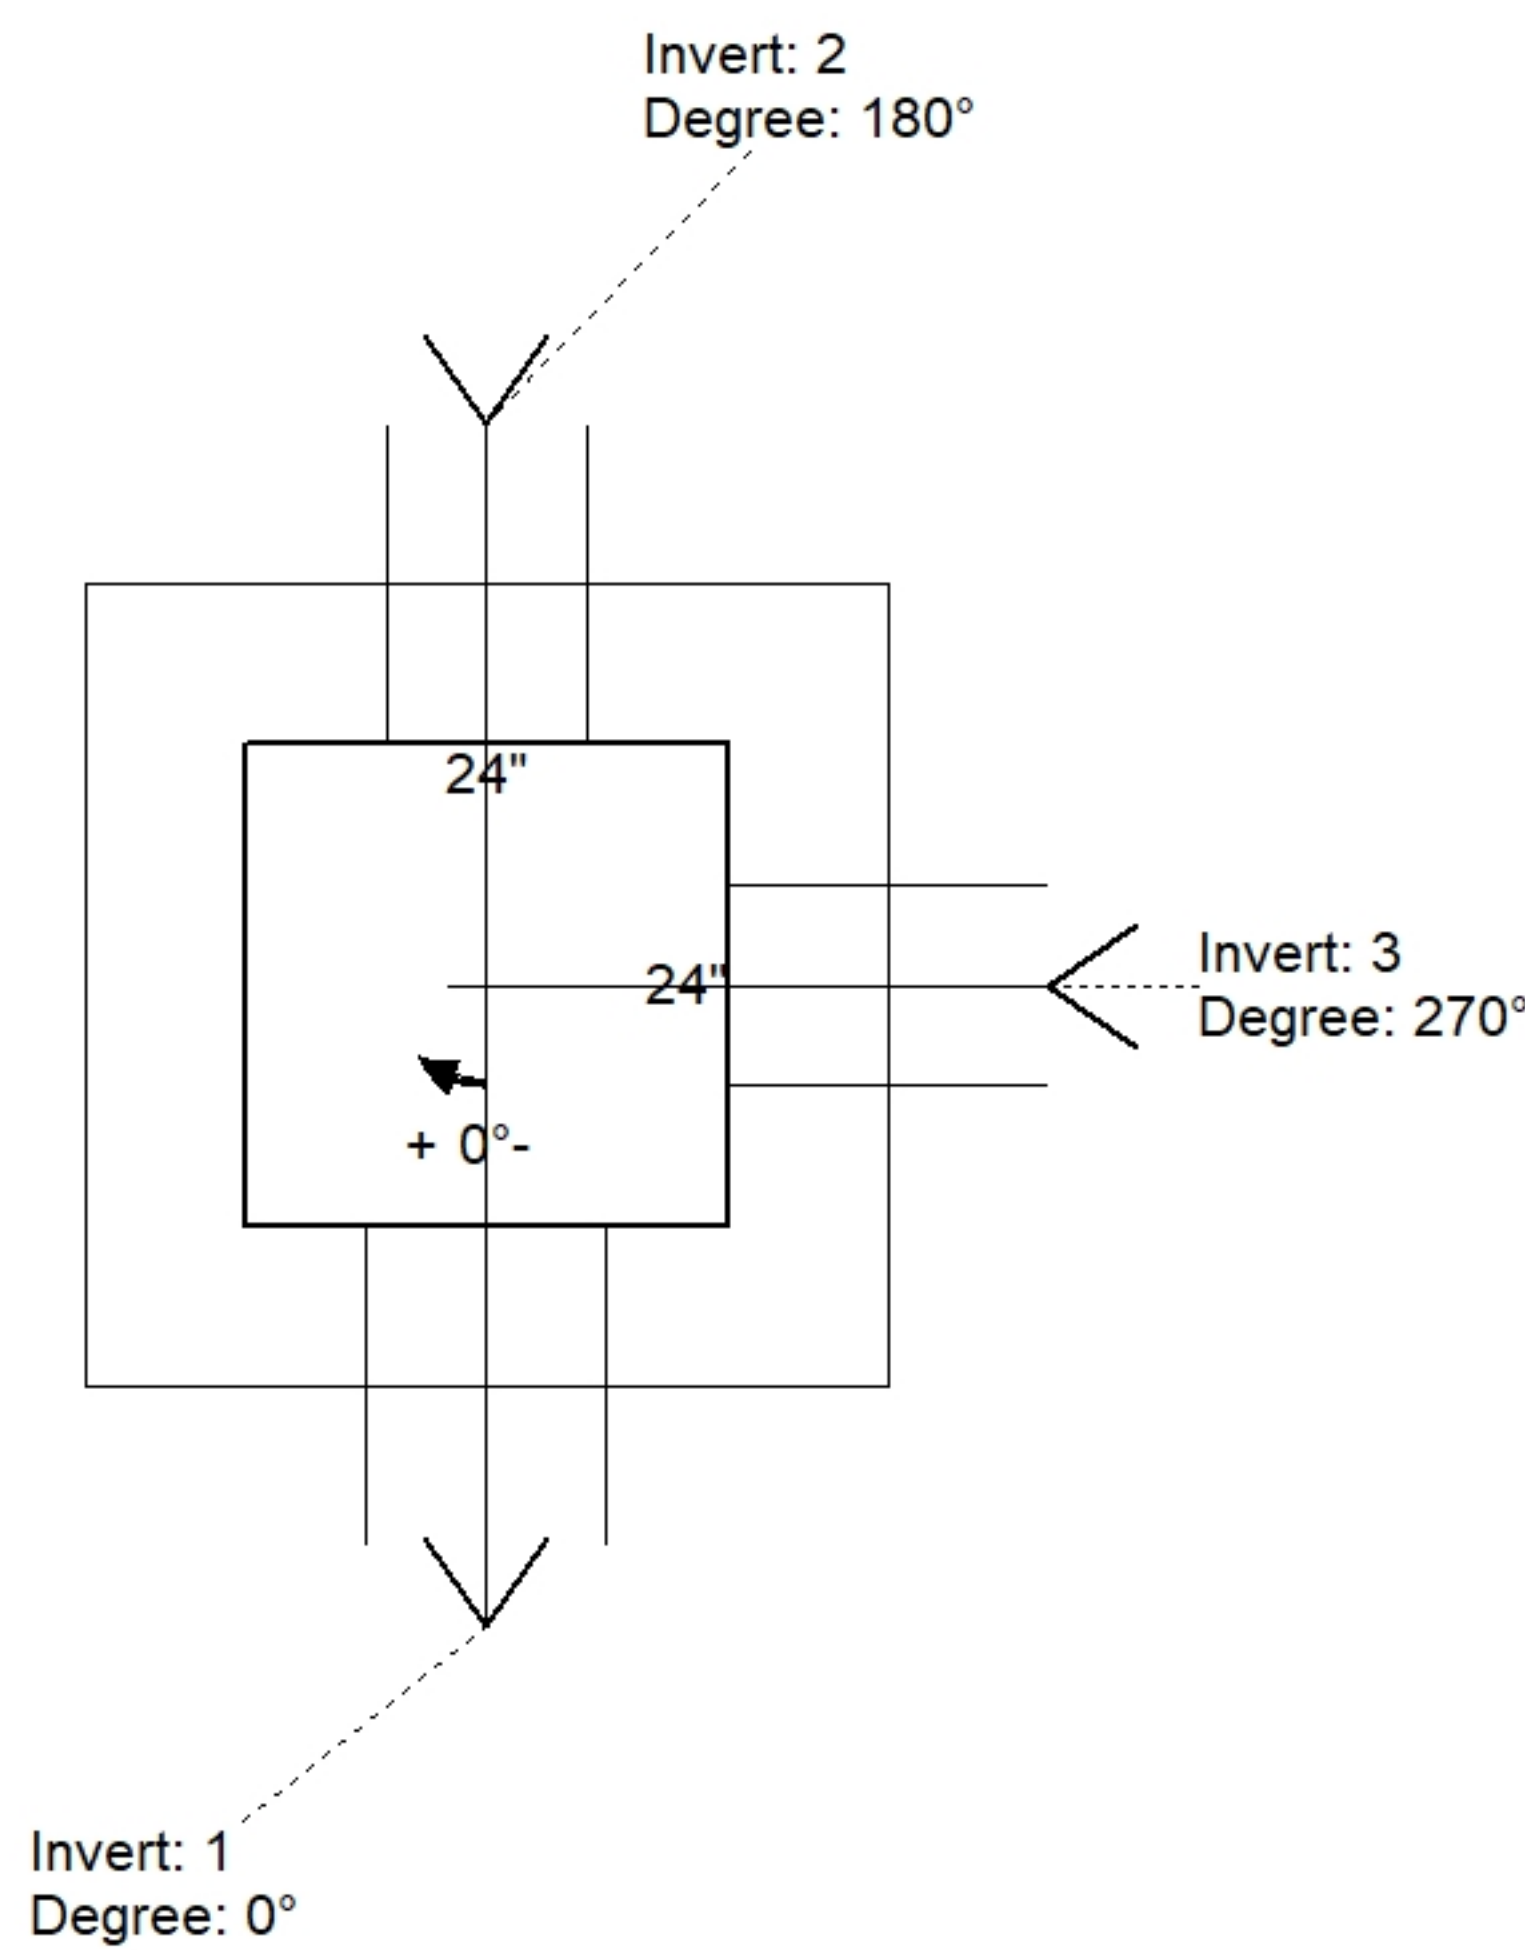 Invert: 2
Degree: 180°
24"
24"
Invert: 3
Degree: 270°
+ 0°-
Invert: 1
Degree: 0°